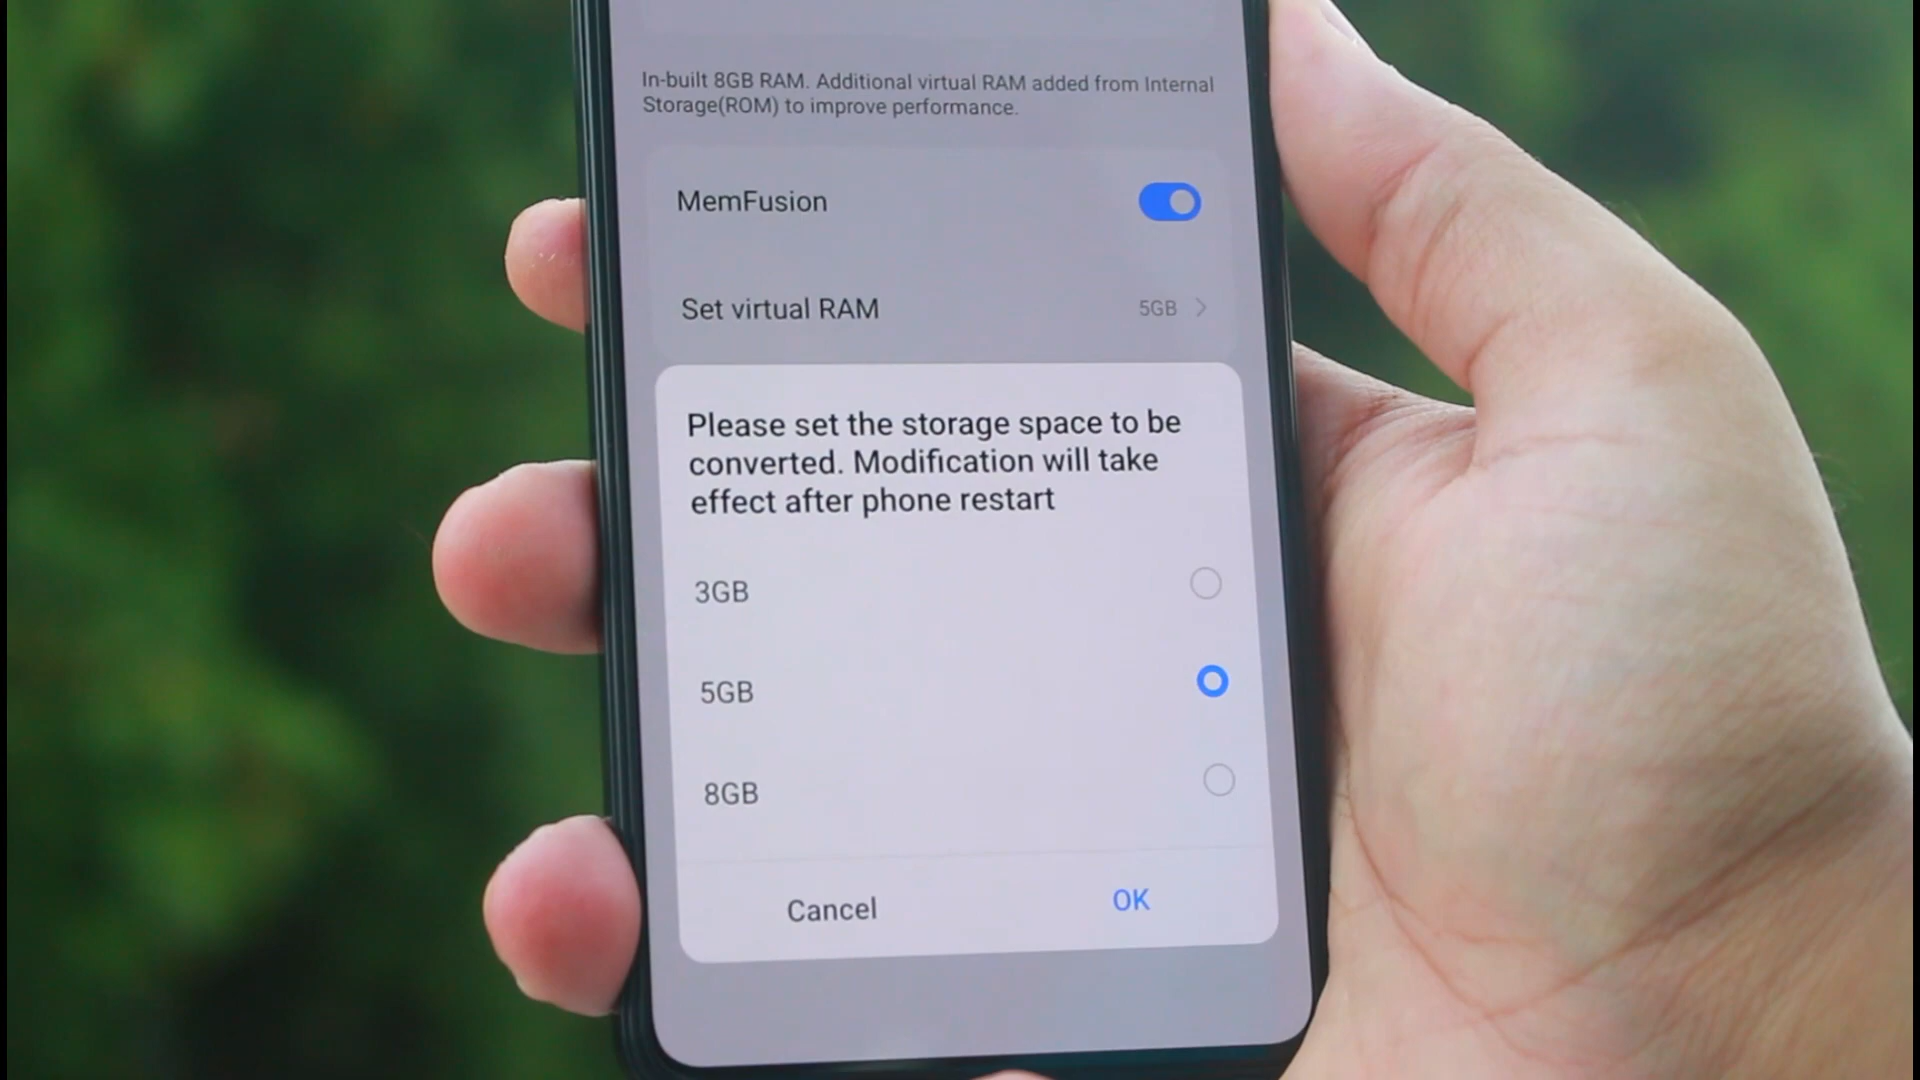 In-built 8GB RAM. Additional virtual RAM added from Internal
Storage(ROM) to improve performance.
MemFusion
Set virtual RAM 5GB
Please set the storage space to be
converted. Modification will take
effect after phone restart
3GB
5GB
8GB
Cancel OK